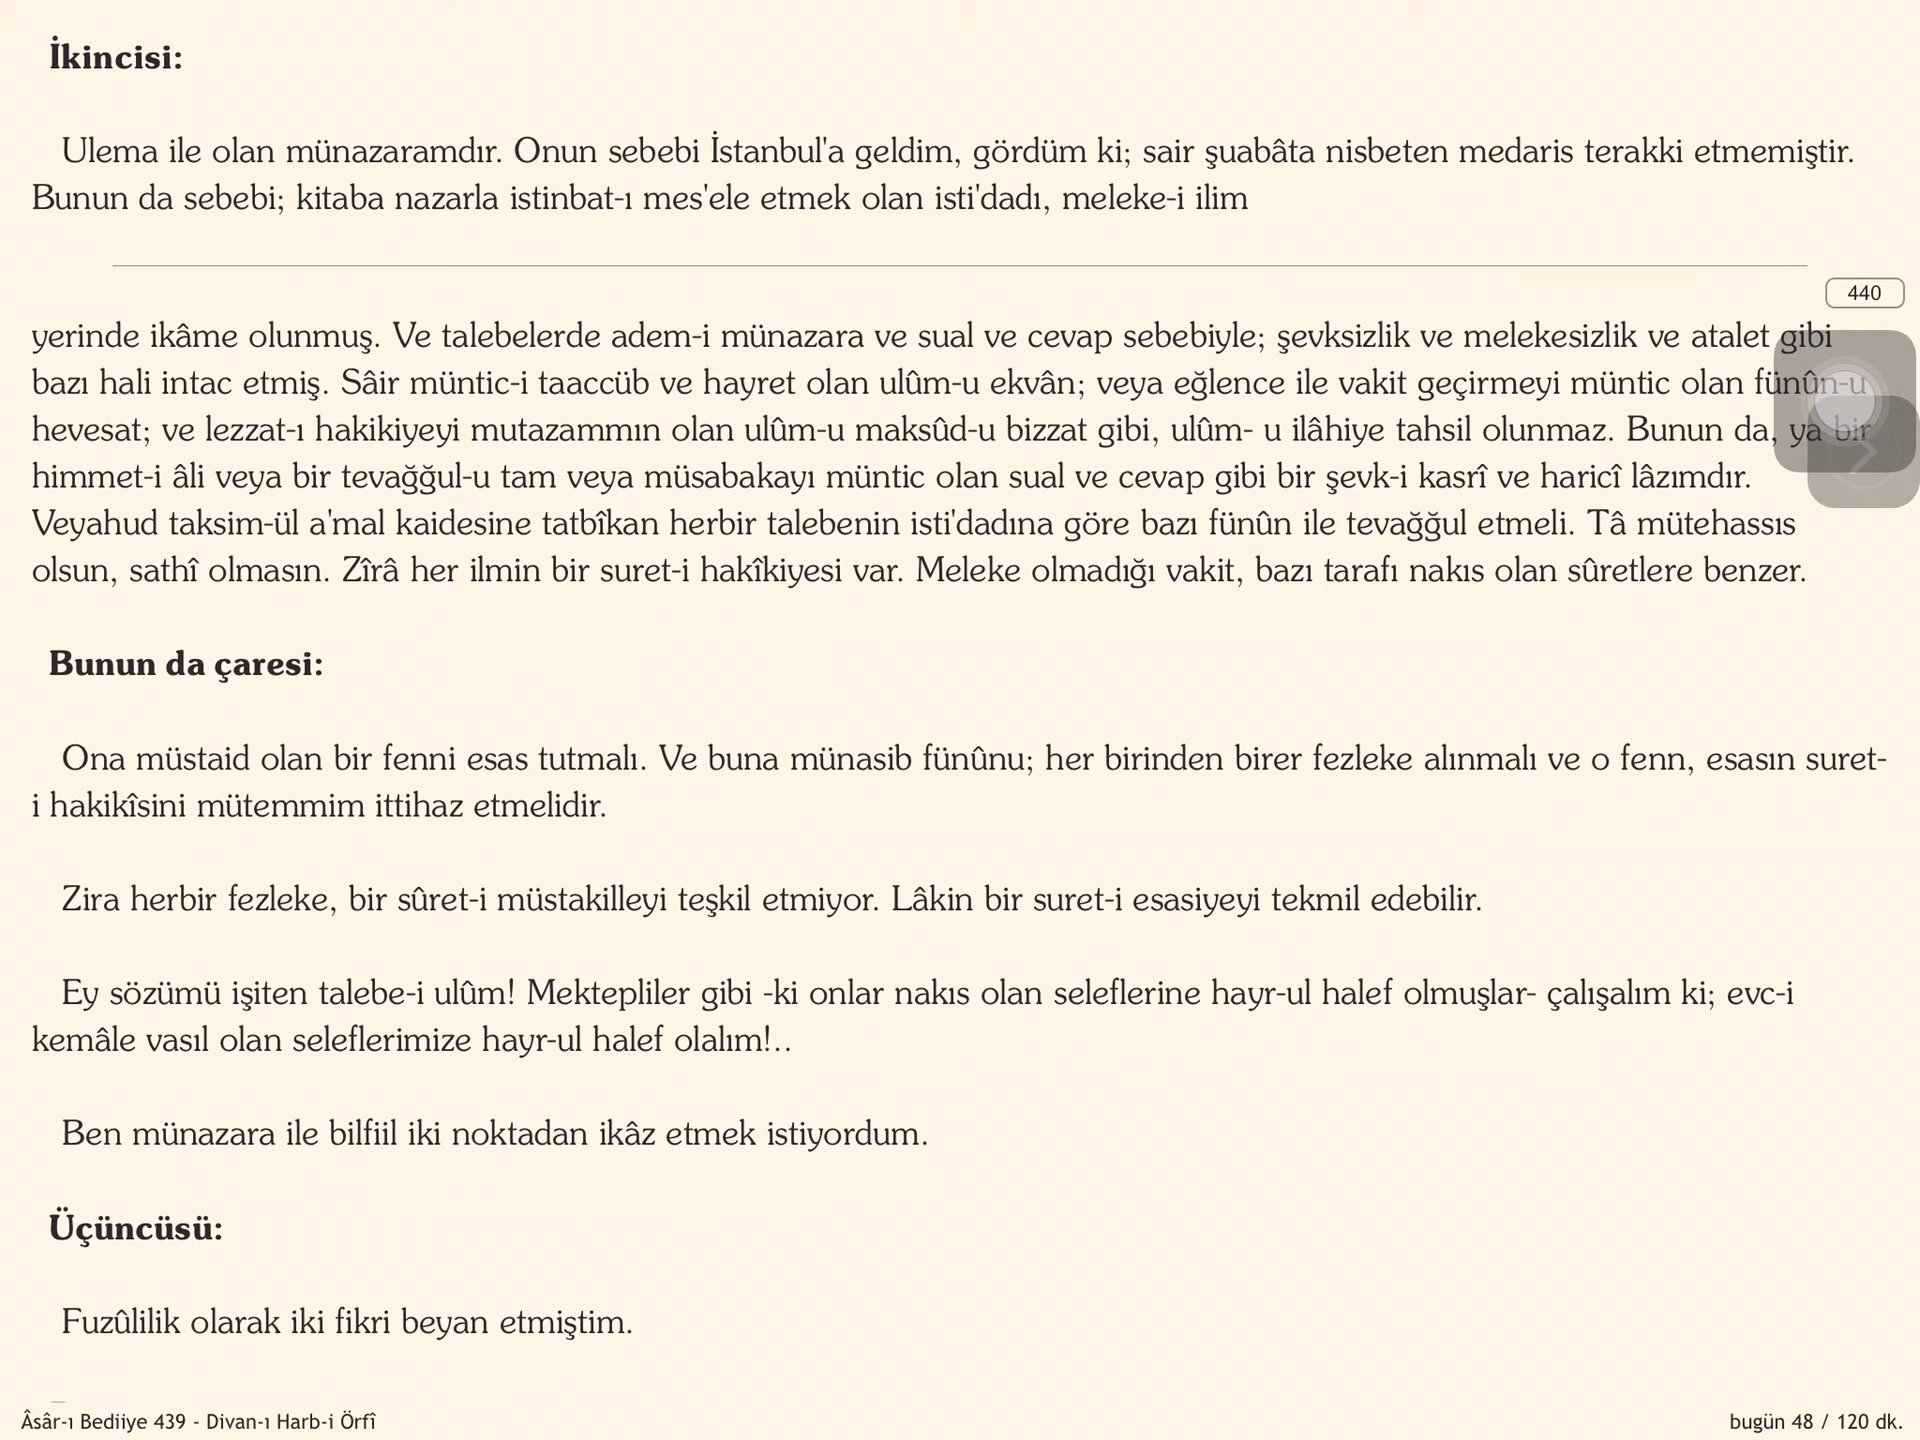 İkincisi:
Ulema ile olan münazaramdır. Onun sebebi İstanbul'a geldim, gördüm ki; sair şuabâta nisbeten medaris terakki etmemiştir.
Bunun da sebebi; kitaba nazarla istinbat-ı mes'ele etmek olan isti'dadı, meleke-i ilim
440
yerinde ikâme olunmuş. Ve talebelerde adem-i münazara ve sual ve cevap sebebiyle; şevksizlik ve melekesizlik ve atalet gibi
bazı hali intac etmiş. Sâir müntic-i taaccüb ve hayret olan ulûm-u ekvân; veya eğlence ile vakit geçirmeyi müntic olan fünûn-u
hevesat; ve lezzat-ı hakikiyeyi mutazammın olan ulûm-u maksûd-u bizzat gibi, ulûm- u ilâhiye tahsil olunmaz. Bunun da, ya bir
himmet-i âli veya bir tevağğul-u tam veya müsabakayı müntic olan sual ve cevap gibi bir şevk-i kasrî ve haricî lâzımdır.
Veyahud taksim-ül a'mal kaidesine tatbîkan herbir talebenin isti'dadına göre bazı fünûn ile tevağğul etmeli. Tâ mütehassıs
olsun, sathî olmasın. Zîrâ her ilmin bir suret-i hakîkiyesi var. Meleke olmadığı vakit, bazı tarafı nakıs olan sûretlere benzer.
Bunun da çaresi:
Ona müstaid olan bir fenni esas tutmalı. Ve buna münasib fünûnu; her birinden birer fezleke alınmalı ve o fenn, esasın suret-
i hakikîsini mütemmim ittihaz etmelidir.
Zira herbir fezleke, bir sûret-i müstakilleyi teşkil etmiyor. Lâkin bir suret-i esasiyeyi tekmil edebilir.
Ey sözümü işiten talebe-i ulûm! Mektepliler gibi -ki onlar nakıs olan seleflerine hayr-ul halef olmuşlar- çalışalım ki; evc-i
kemâle vasıl olan seleflerimize hayr-ul halef olalım!..
Ben münazara ile bilfiil iki noktadan ikâz etmek istiyordum.
Üçüncüsü:
Fuzûlilik olarak iki fikri beyan etmiştim.
Âsâr-ı Bediiye 439 - Divan-ı Harb-i Örfî
bugün 48 / 120 dk.